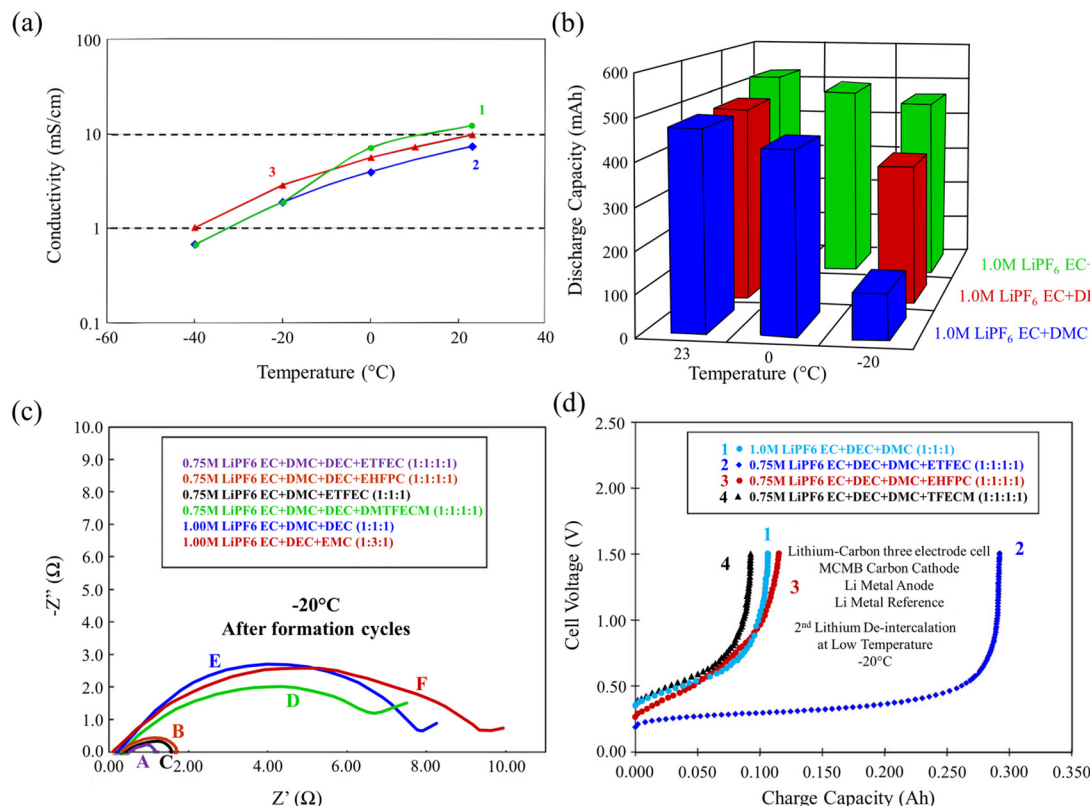 (a)
100
10
1
0.1
-60
-40
-20
0
20
40
Conductivity (mS/cm)
Temperature (°C)
1
2
3
(b)
600
500
400
300
200
100
0
Discharge Capacity (mAh)
23
0
-20
Temperature (°C)
1.0M LiPF6 EC+
1.0M LiPF6 EC+DI
1.0M LiPF6 EC+DMC
(c)
10.0
9.0
8.0
7.0
6.0
5.0
4.0
3.0
2.0
1.0
0.0
0.00
2.00
4.00
6.00
8.00
10.00
-Z” (Ω)
Z' (Ω)
0.75M LiPF6 EC+DMC+DEC+ETFEC (1:1:1:1)
0.75M LiPF6 EC+DMC+DEC+EHFPC (1:1:1:1)
0.75M LiPF6 EC+DMC+ETFEC (1:1:1)
0.75M LiPF6 EC+DMC+DEC+DMTFECM (1:1:1:1)
1.00M LiPF6 EC+DMC+DEC (1:1:1)
1.00M LiPF6 EC+DEC+EMC (1:3:1)
-20°C
After formation cycles
E
F
D
B
A
C
(d)
2.50
2.00
1.50
1.00
0.50
0.00
0.000
0.050
0.100
0.150
0.200
0.250
0.300
0.350
Cell Voltage (V)
Charge Capacity (Ah)
1 1.0M LiPF6 EC+DEC+DMC (1:1:1)
2 0.75M LiPF6 EC+DEC+DMC+ETFEC (1:1:1:1)
3 0.75M LiPF6 EC+DEC+DMC+EHFPC (1:1:1:1)
4 0.75M LiPF6 EC+DEC+DMC+TFECM (1:1:1:1)
4
1
3
2
Lithium-Carbon three electrode cell
MCMB Carbon Cathode
Li Metal Anode
Li Metal Reference
2nd Lithium De-intercalation
at Low Temperature
-20°C